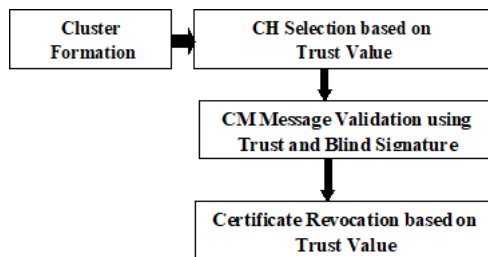 Cluster
Formation
CH Selection based on
Trust Value
CM Message Validation using
Trust and Blind Signature
Certificate Revocation based on
Trust Value